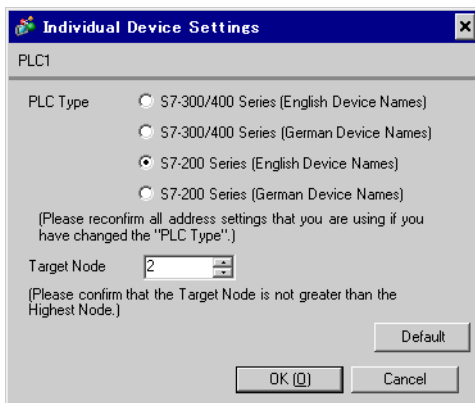 Individual Device Settings
PLC1
PLC Type
S7-300/400 Series (English Device Names)
S7-300/400 Series (German Device Names)
S7-200 Series (English Device Names)
S7-200 Series (German Device Names)
(Please reconfirm all address settings that you are using if you
have changed the "PLC Type".)
Target Node 2
(Please confirm that the Target Node is not greater than the
Highest Node.)
Default
OK (O) Cancel